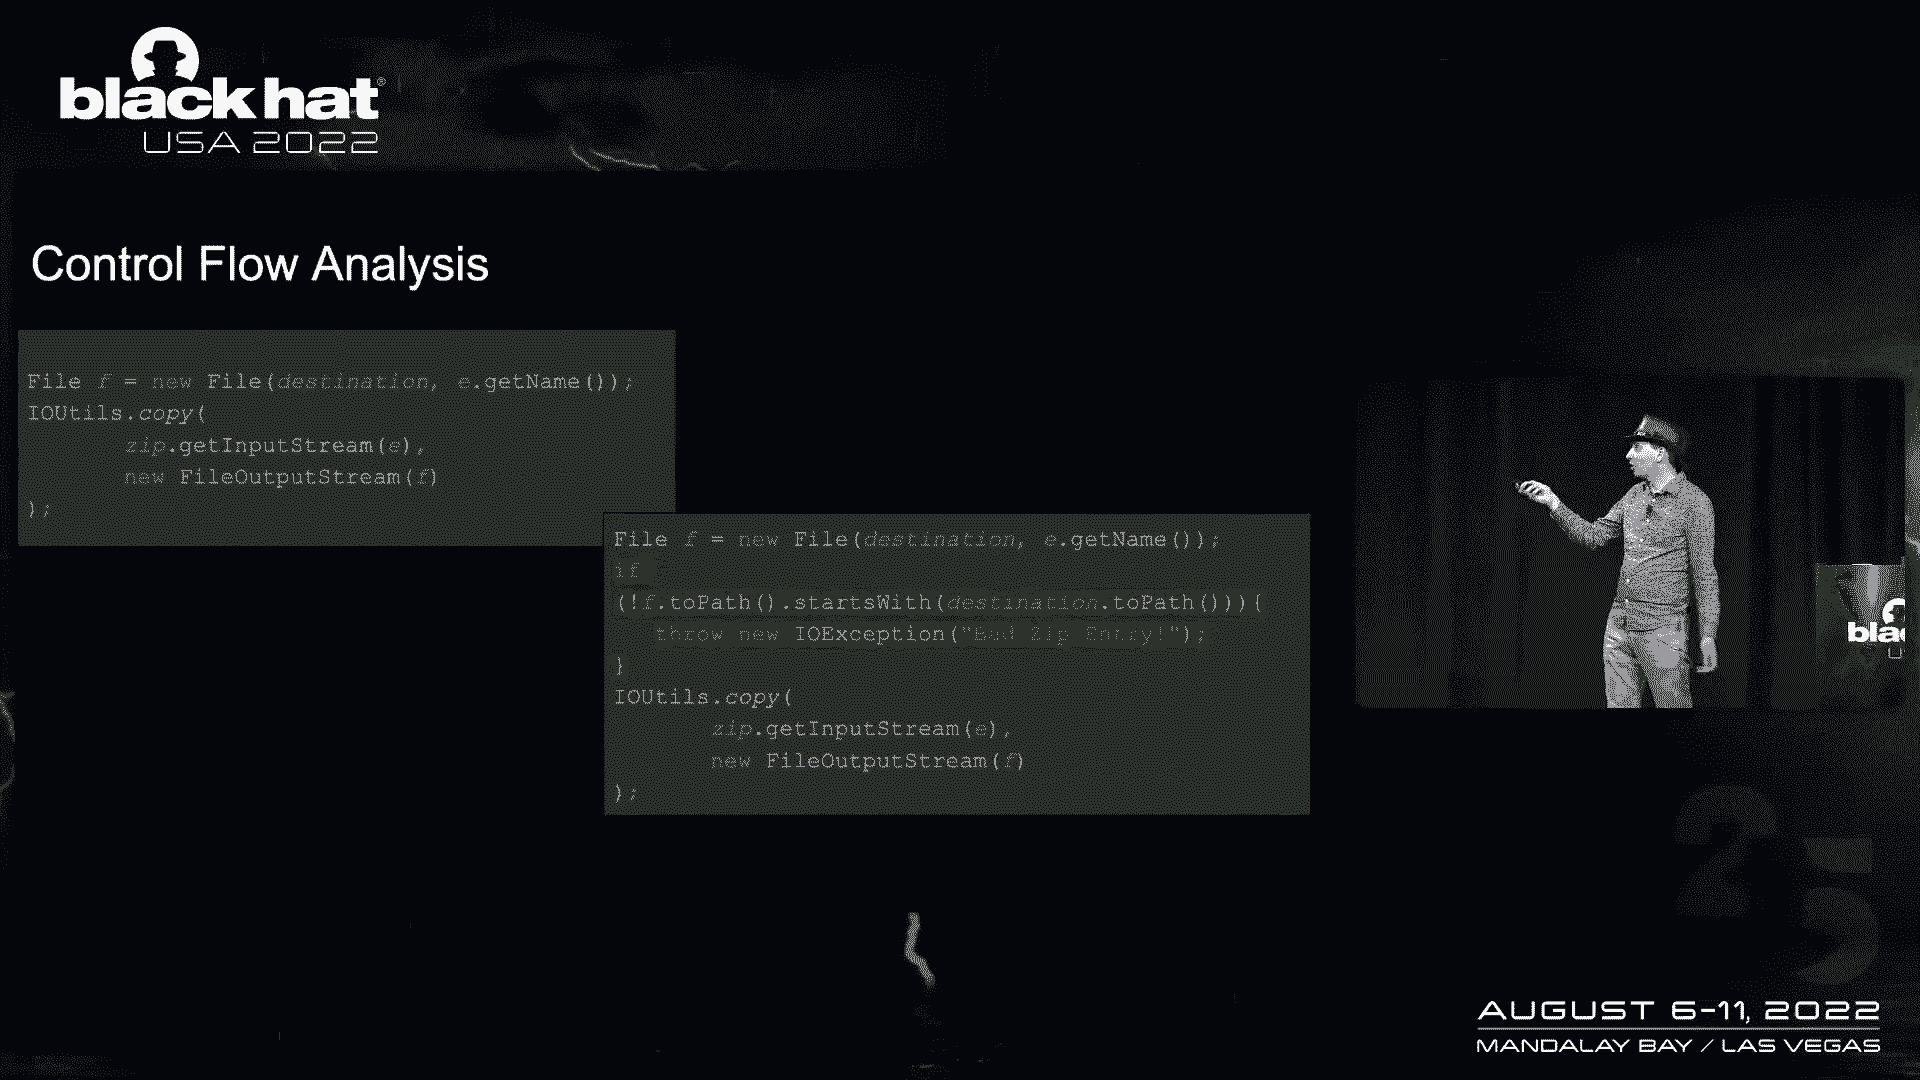 black hat®
USA 2022
Control Flow Analysis
File f = new File(destination, e.getName());
IOUtils.copy(
zip.getInputStream(e),
new FileOutputStream(f)
);
File f = new File(destination, e.getName());
if
(!f.toPath().startsWith(destination.toPath())){
throw new IOException("Bad Zip Entry!");
}
IOUtils.copy(
zip.getInputStream(e),
new FileOutputStream(f)
);
bla
U
25
AUGUST 6-11, 2022
MANDALAY BAY / LAS VEGAS